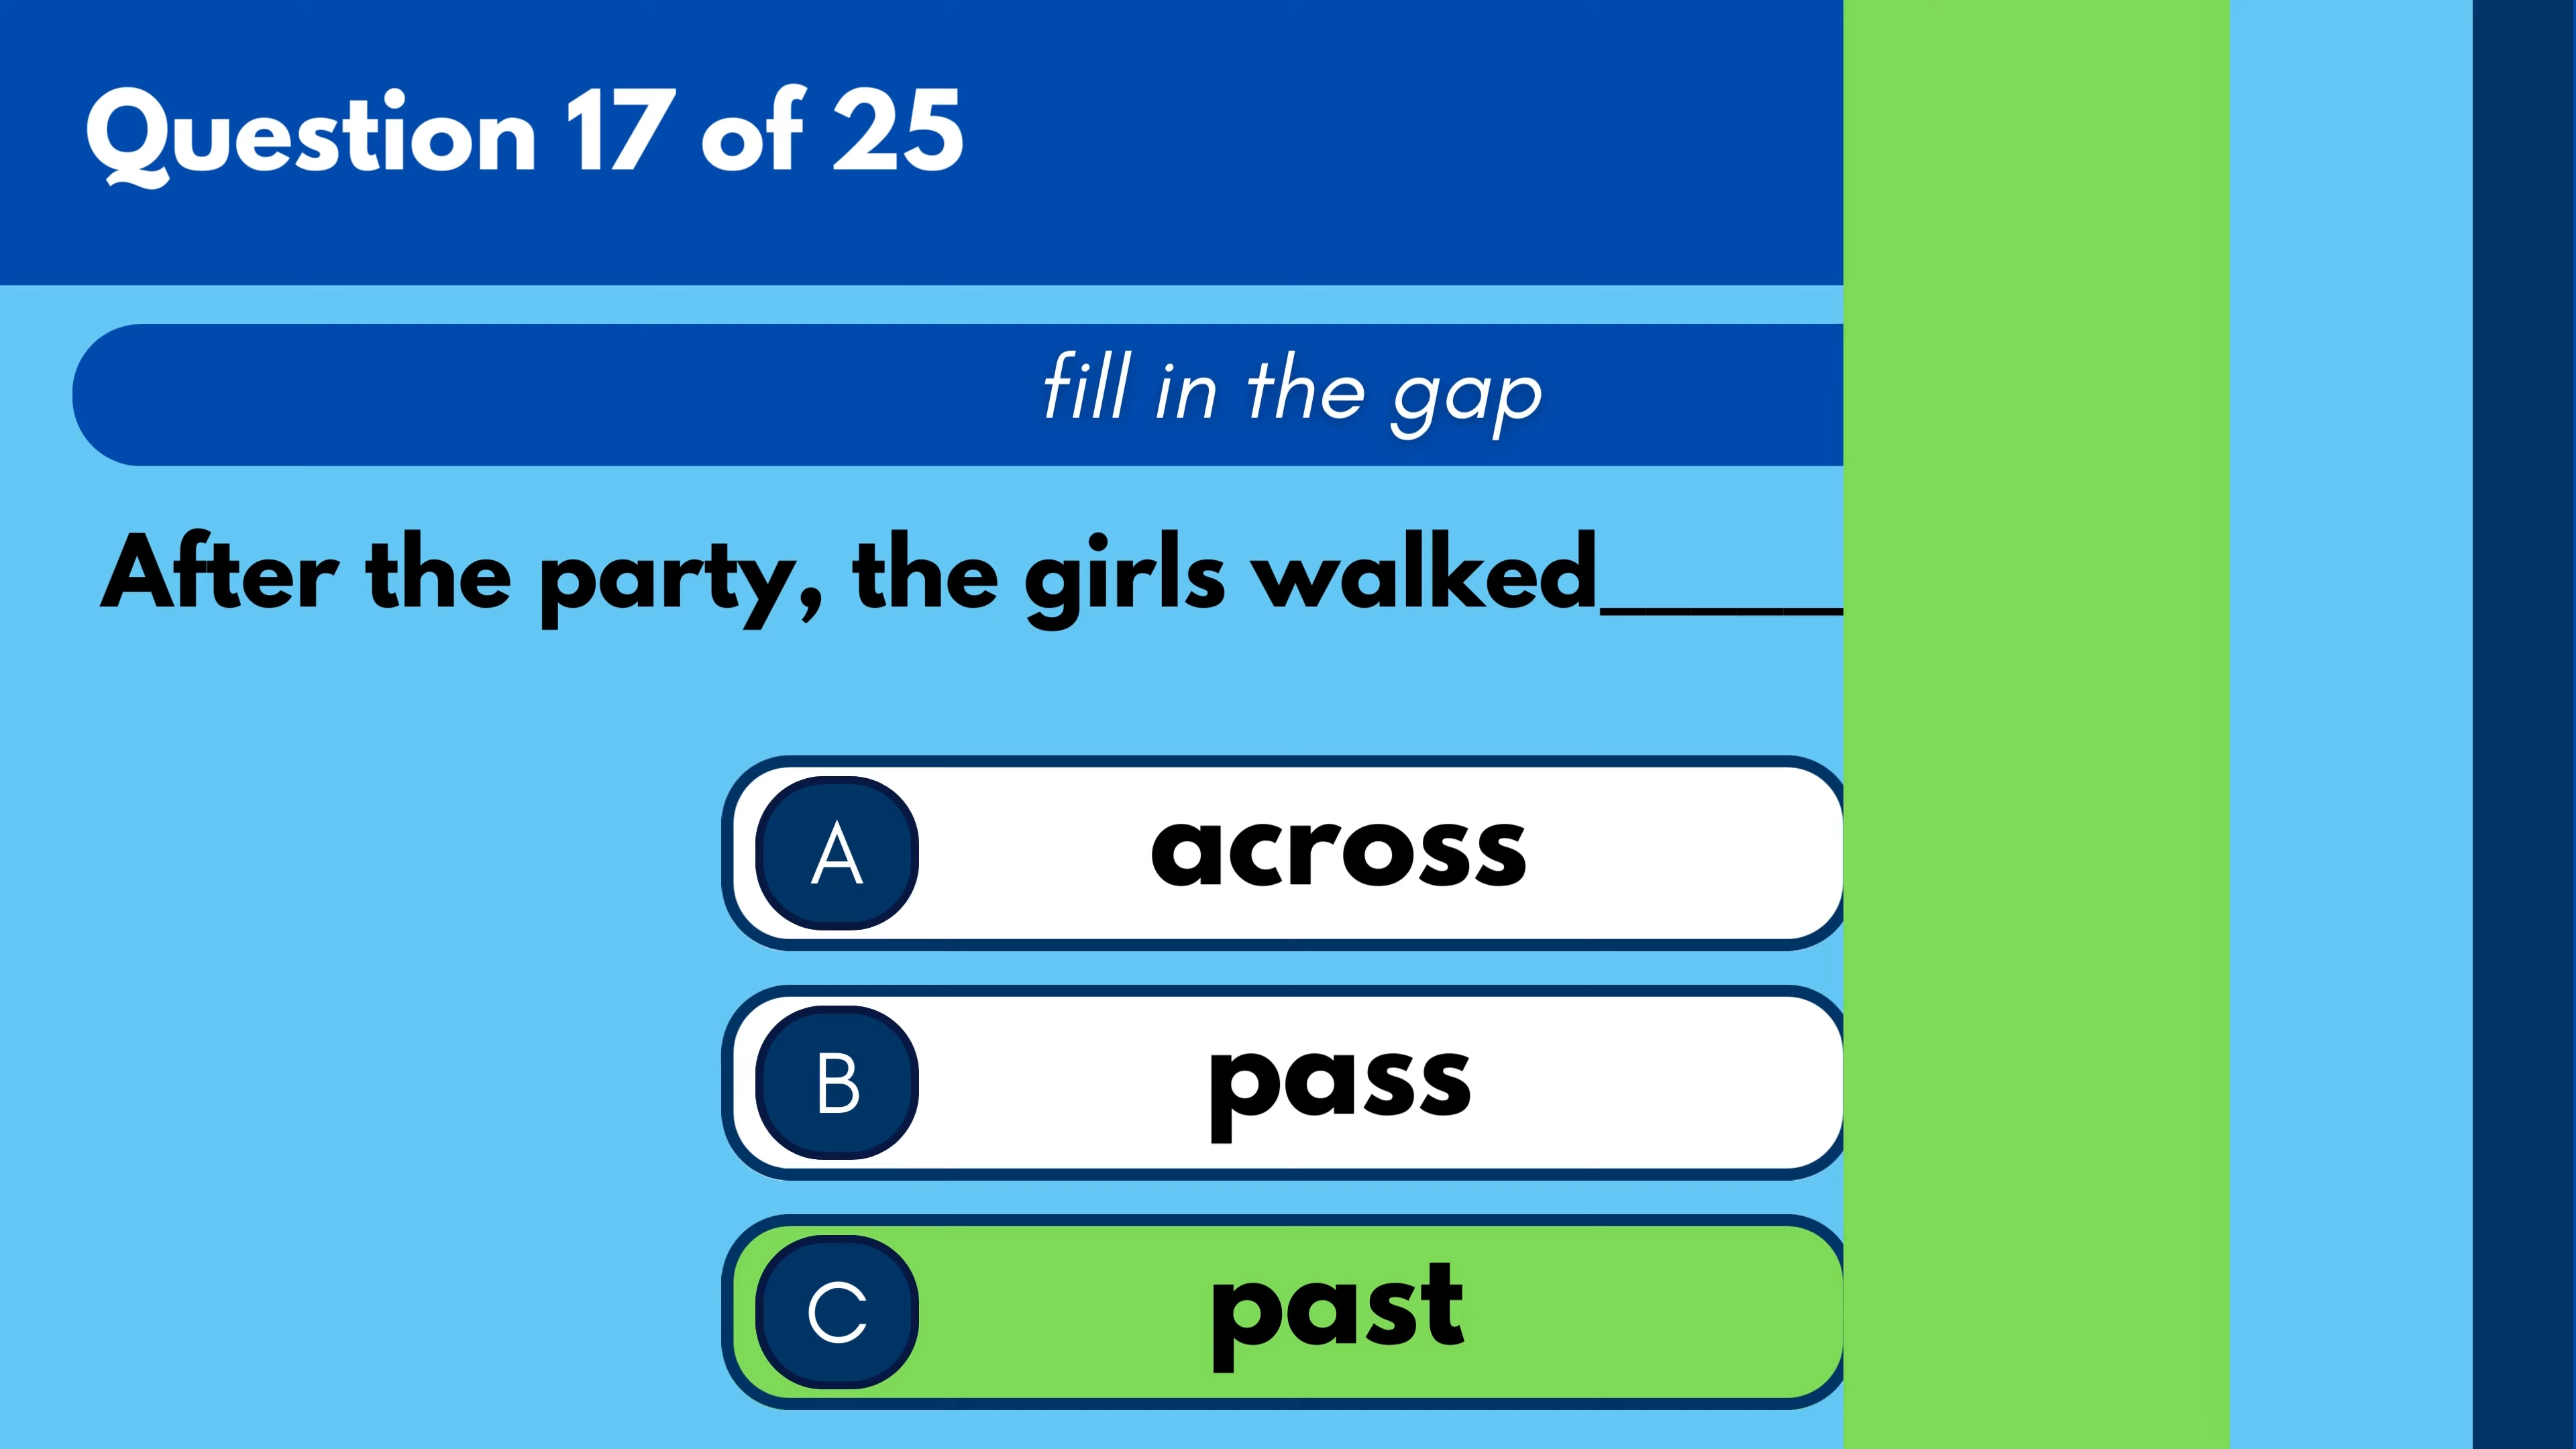 Question 17 of 25
fill in the gap
After the party, the girls walked______
A across
B pass
C past